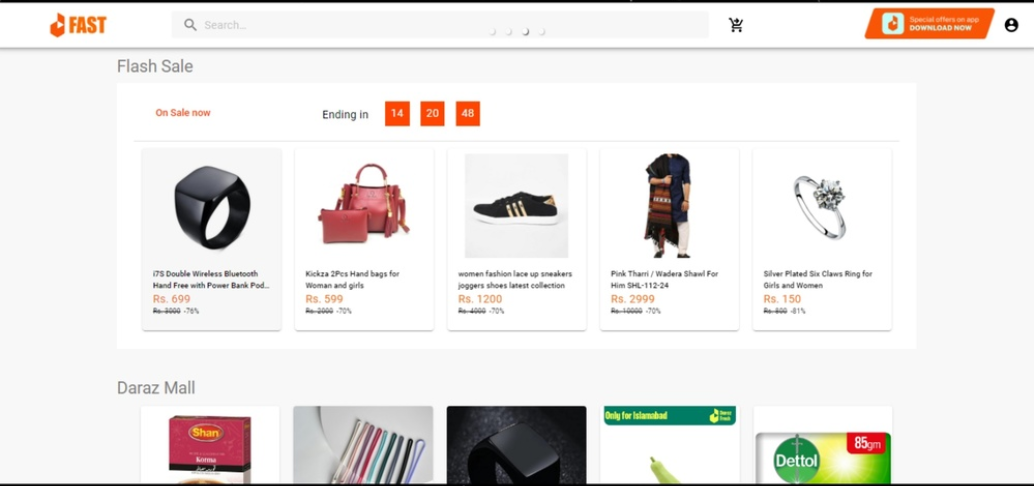 FAST
Search...
Special offers on app
DOWNLOAD NOW
Flash Sale
On Sale now
Ending in
14
20
48
i7S Double Wireless Bluetooth
Hand Free with Power Bank Pod...
Rs. 699
Rs. 3000 -76%
Kickza 2Pcs Hand bags for
Woman and girls
Rs. 599
Rs. 2000 -70%
women fashion lace up sneakers
joggers shoes latest collection
Rs. 1200
Rs. 4000 -70%
Pink Tharri / Wadera Shawl For
Him SHL-112-24
Rs. 2999
Rs. 10000 -70%
Silver Plated Six Claws Ring for
Girls and Women
Rs. 150
Rs. 800 -81%
Daraz Mall
Shan
Korma
Only for Islamabad
Dettol
85gm